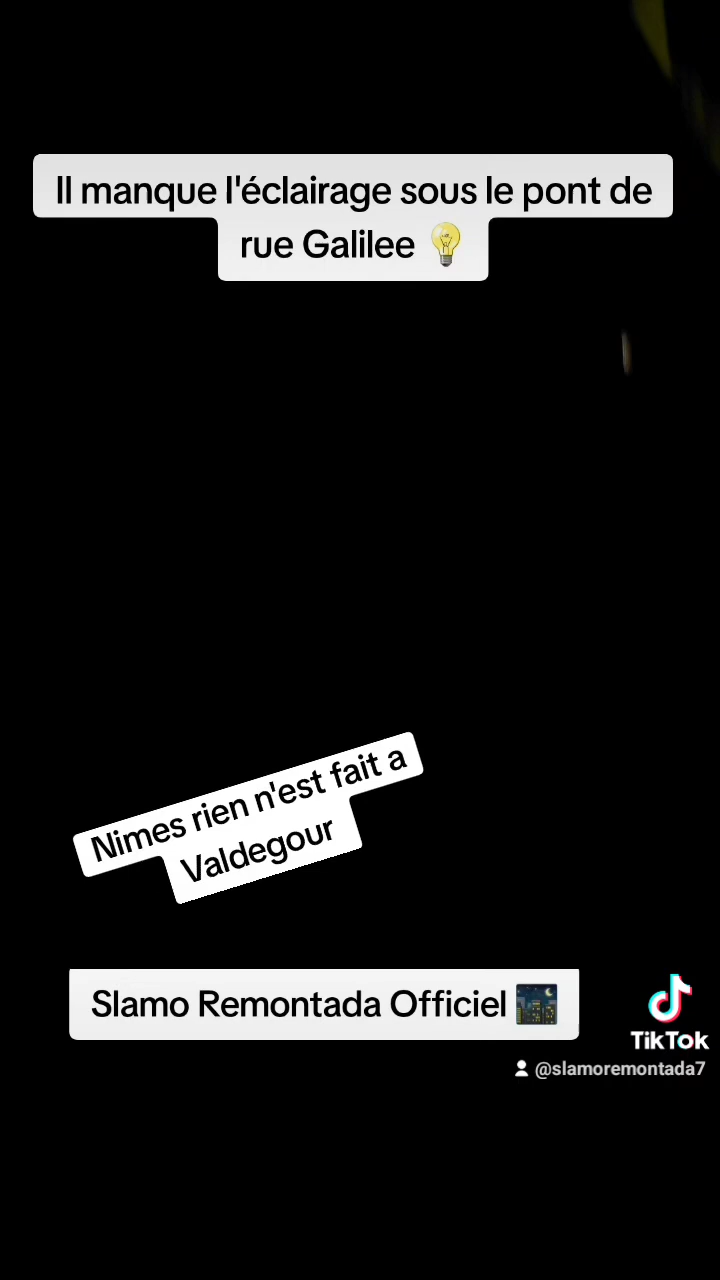 Il manque l'éclairage sous le pont de
rue Galilee 💡
Nimes rien n'est fait a
Valdegour
Slamo Remontada Officiel 🌃
TikTok
@slamoremontada7